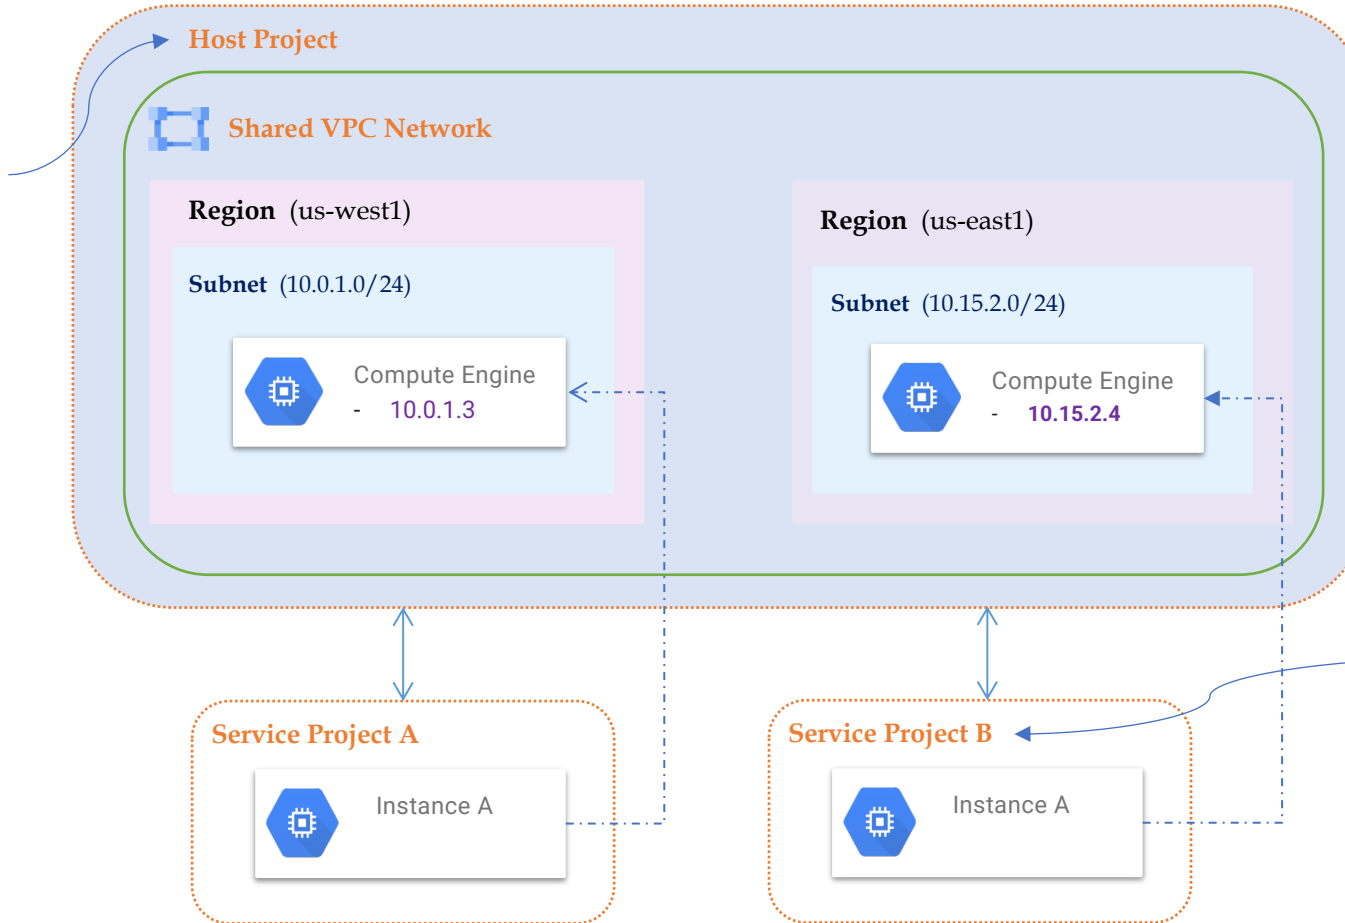 Host Project
Shared VPC Network
Region (us-west1)
Subnet (10.0.1.0/24)
Compute Engine
- 10.0.1.3
Region (us-east1)
Subnet (10.15.2.0/24)
Compute Engine
- 10.15.2.4
Service Project A
Instance A
Service Project B
Instance A